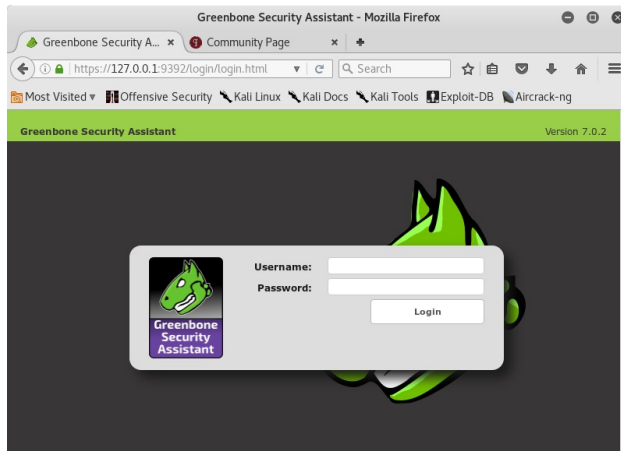 Greenbone Security Assistant - Mozilla Firefox
Greenbone Security A... Community Page
https://127.0.0.1:9392/login/login.html Search
Most Visited Offensive Security Kali Linux Kali Docs Kali Tools Exploit-DB Aircrack-ng
Greenbone Security Assistant Version 7.0.2
Username:
Password:
Login
Greenbone
Security
Assistant